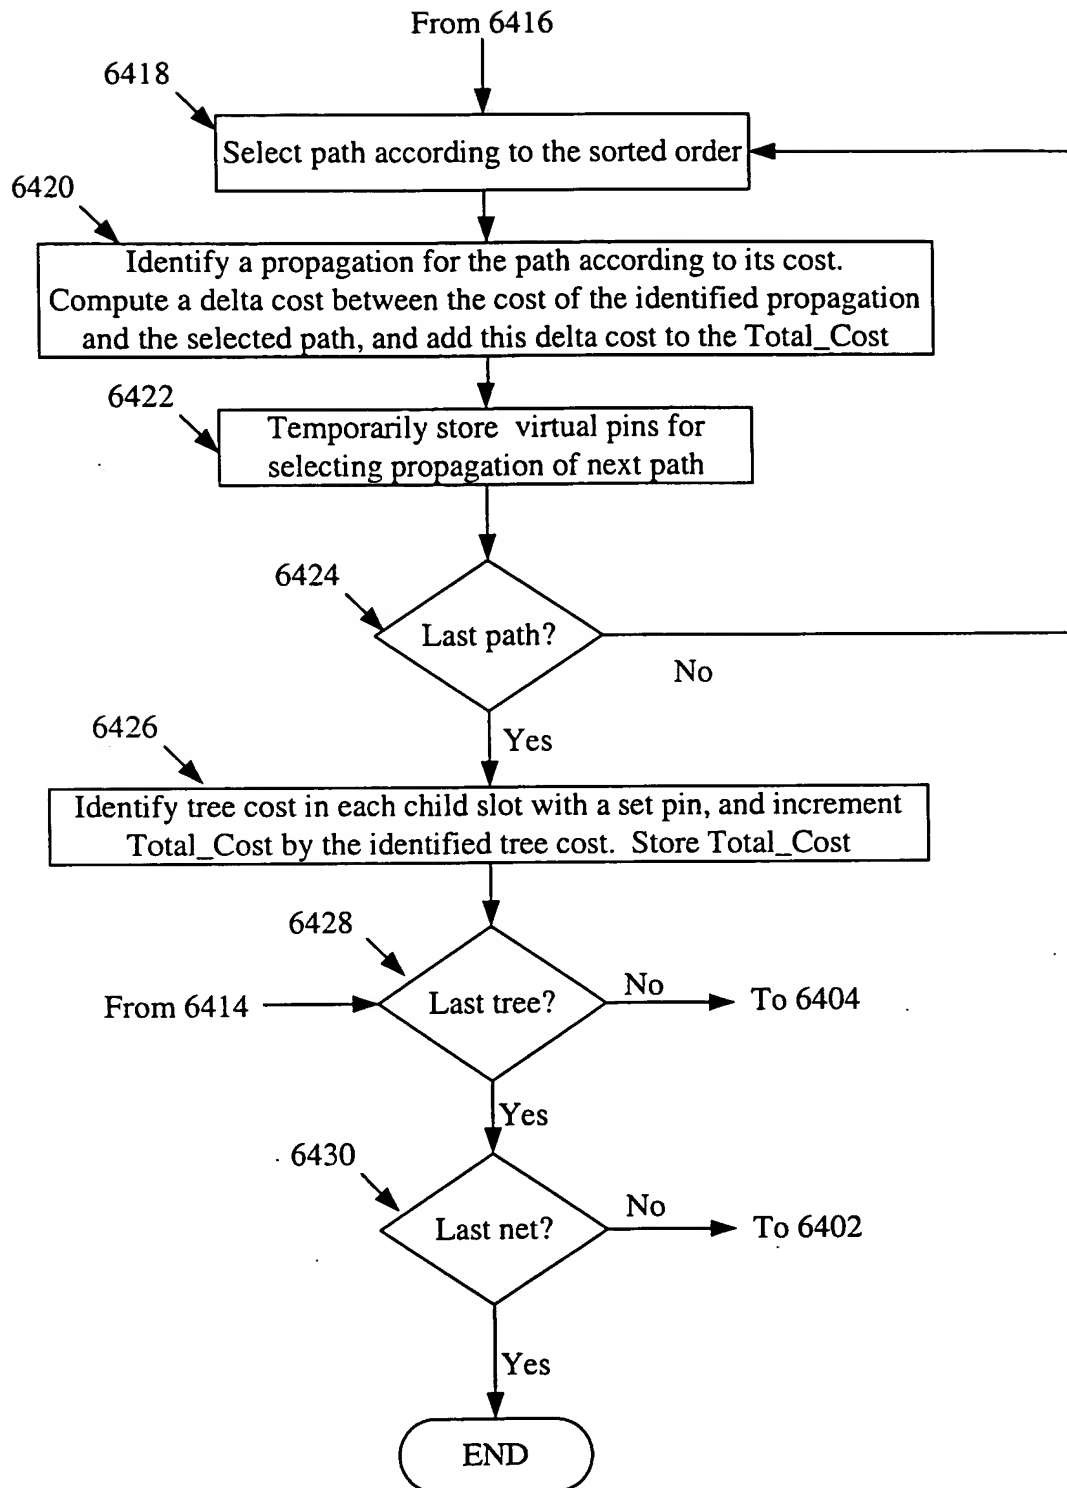 From 6416
6418
Select path according to the sorted order
6420
Identify a propagation for the path according to its cost.
Compute a delta cost between the cost of the identified propagation
and the selected path, and add this delta cost to the Total_Cost
6422
Temporarily store virtual pins for
selecting propagation of next path
6424
Last path?
No
Yes
6426
Identify tree cost in each child slot with a set pin, and increment
Total_Cost by the identified tree cost. Store Total_Cost
6428
From 6414
Last tree?
No
To 6404
Yes
6430
Last net?
No
To 6402
Yes
END